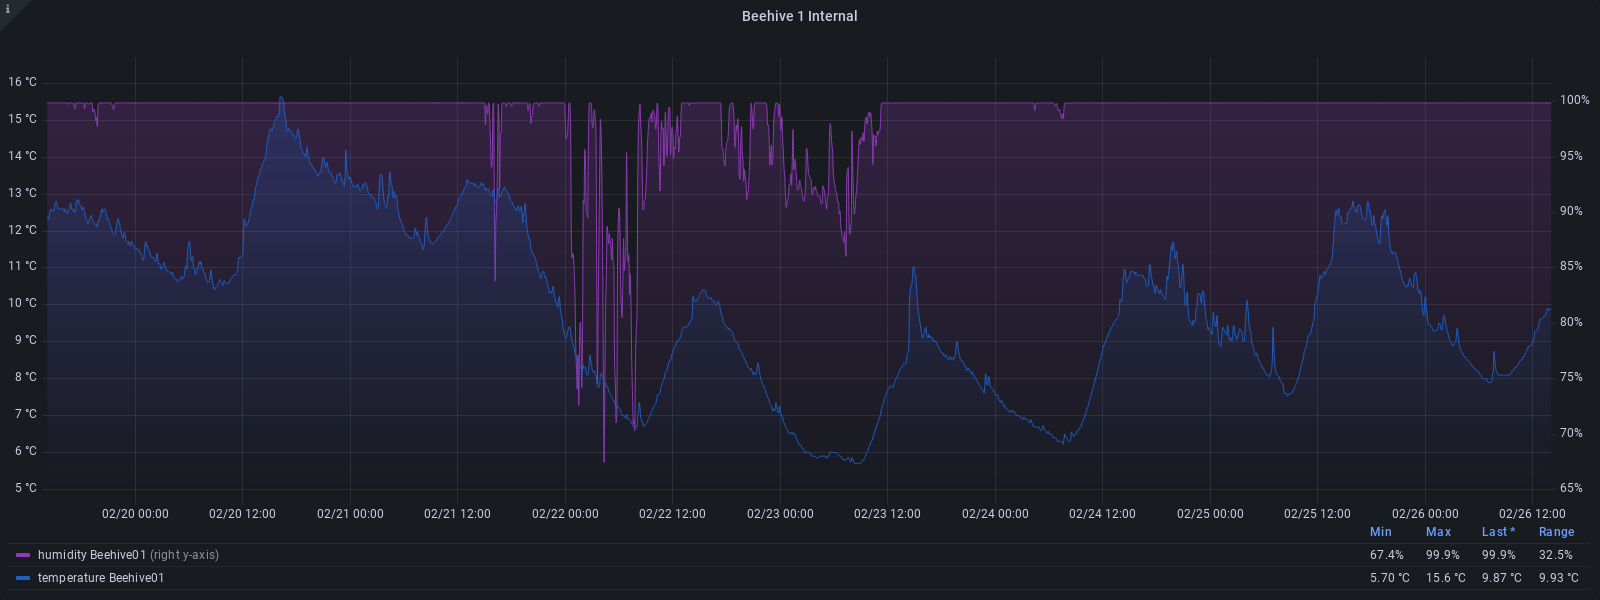 i
Beehive 1 Internal
16 °C
15 °C
14 °C
13 °C
12 °C
11 °C
10 °C
9 °C
8 °C
7 °C
6 °C
5 °C
100%
95%
90%
85%
80%
75%
70%
65%
02/20 00:00 02/20 12:00 02/21 00:00 02/21 12:00 02/22 00:00 02/22 12:00 02/23 00:00 02/23 12:00 02/24 00:00 02/24 12:00 02/25 00:00 02/25 12:00 02/26 00:00 02/26 12:00
Min Max Last * Range
humidity Beehive01 (right y-axis) 67.4% 99.9% 99.9% 32.5%
temperature Beehive01 5.70 °C 15.6 °C 9.87 °C 9.93 °C